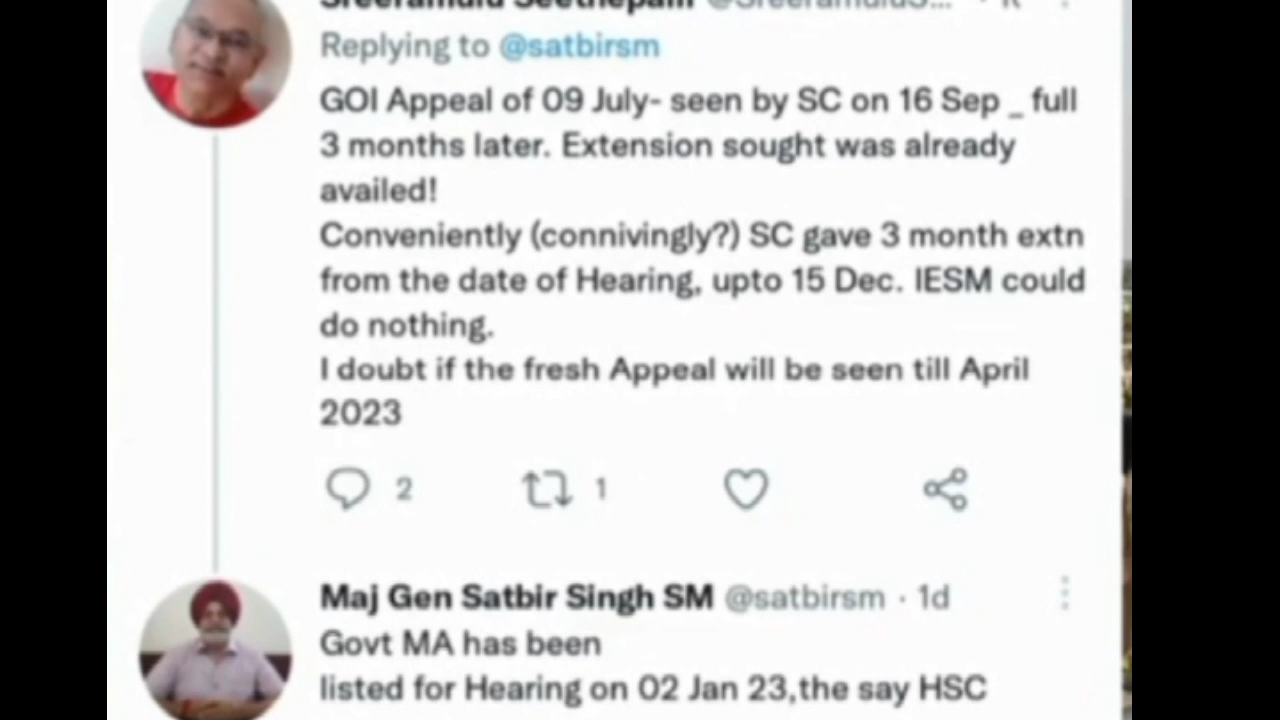 Replying to @satbirsm
GOI Appeal of 09 July- seen by SC on 16 Sep _ full
3 months later. Extension sought was already
availed!
Conveniently (connivingly?) SC gave 3 month extn
from the date of Hearing, upto 15 Dec. IESM could
do nothing.
I doubt if the fresh Appeal will be seen till April
2023
2 1
Maj Gen Satbir Singh SM @satbirsm · 1d
Govt MA has been
listed for Hearing on 02 Jan 23,the say HSC